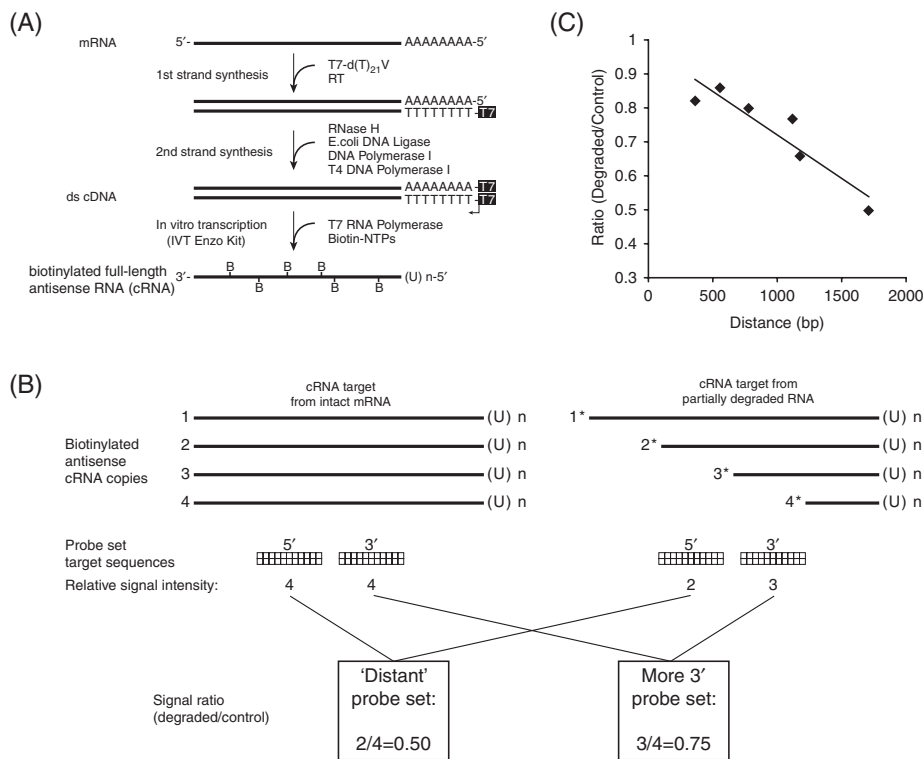 (A)
mRNA
5′-
AAAAAAAA-5′
1st strand synthesis
T7-d(T)21V
RT
AAAAAAAA-5′
TTTTTTTT -T7
2nd strand synthesis
RNase H
E.coli DNA Ligase
DNA Polymerase I
T4 DNA Polymerase I
ds cDNA
AAAAAAAA -T7
TTTTTTTT -T7
In vitro transcription
(IVT Enzo Kit)
T7 RNA Polymerase
Biotin-NTPs
biotinylated full-length
antisense RNA (cRNA)
3′-
B B B
B B B
(U) n-5′
(C)
Ratio (Degraded/Control)
1
0.9
0.8
0.7
0.6
0.5
0.4
0.3
0 500 1000 1500 2000
Distance (bp)
(B)
cRNA target
from intact mRNA
cRNA target from
partially degraded RNA
Biotinylated
antisense
cRNA copies
1 (U) n 1* (U) n
2 (U) n 2* (U) n
3 (U) n 3* (U) n
4 (U) n 4* (U) n
Probe set
target sequences
5′ 3′ 5′ 3′
Relative signal intensity: 4 4 2 3
Signal ratio
(degraded/control)
‘Distant’
probe set:
2/4=0.50
More 3′
probe set:
3/4=0.75